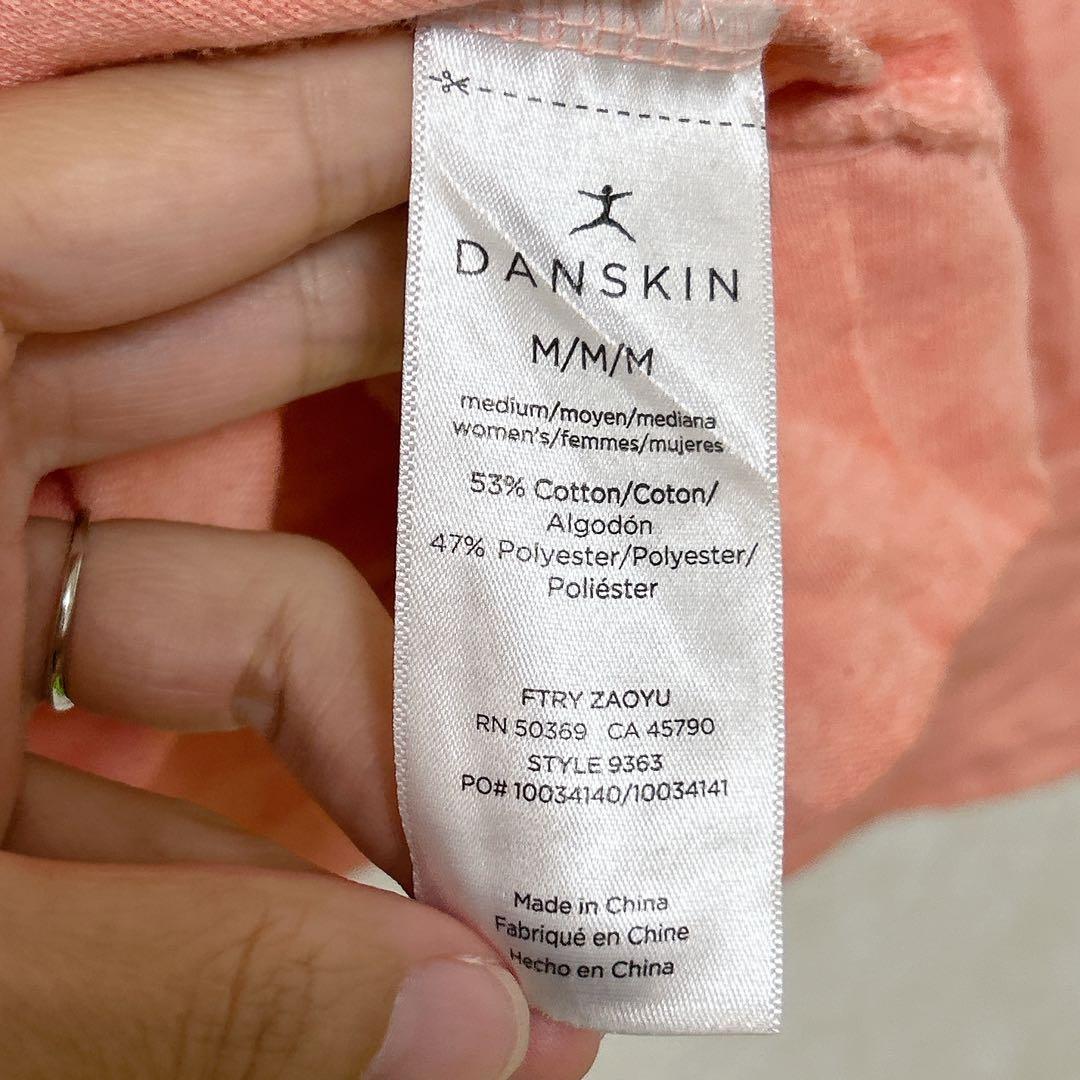 DANSKIN
M/M/M
medium/moyen/mediana
women's/femmes/mujeres
53% Cotton/Coton/
Algodón
47% Polyester/Polyester/
Poliéster
FTRY ZAOYU
RN 50369 CA 45790
STYLE 9363
PO# 10034140/10034141
Made in China
Fabriqué en Chine
Hecho en China